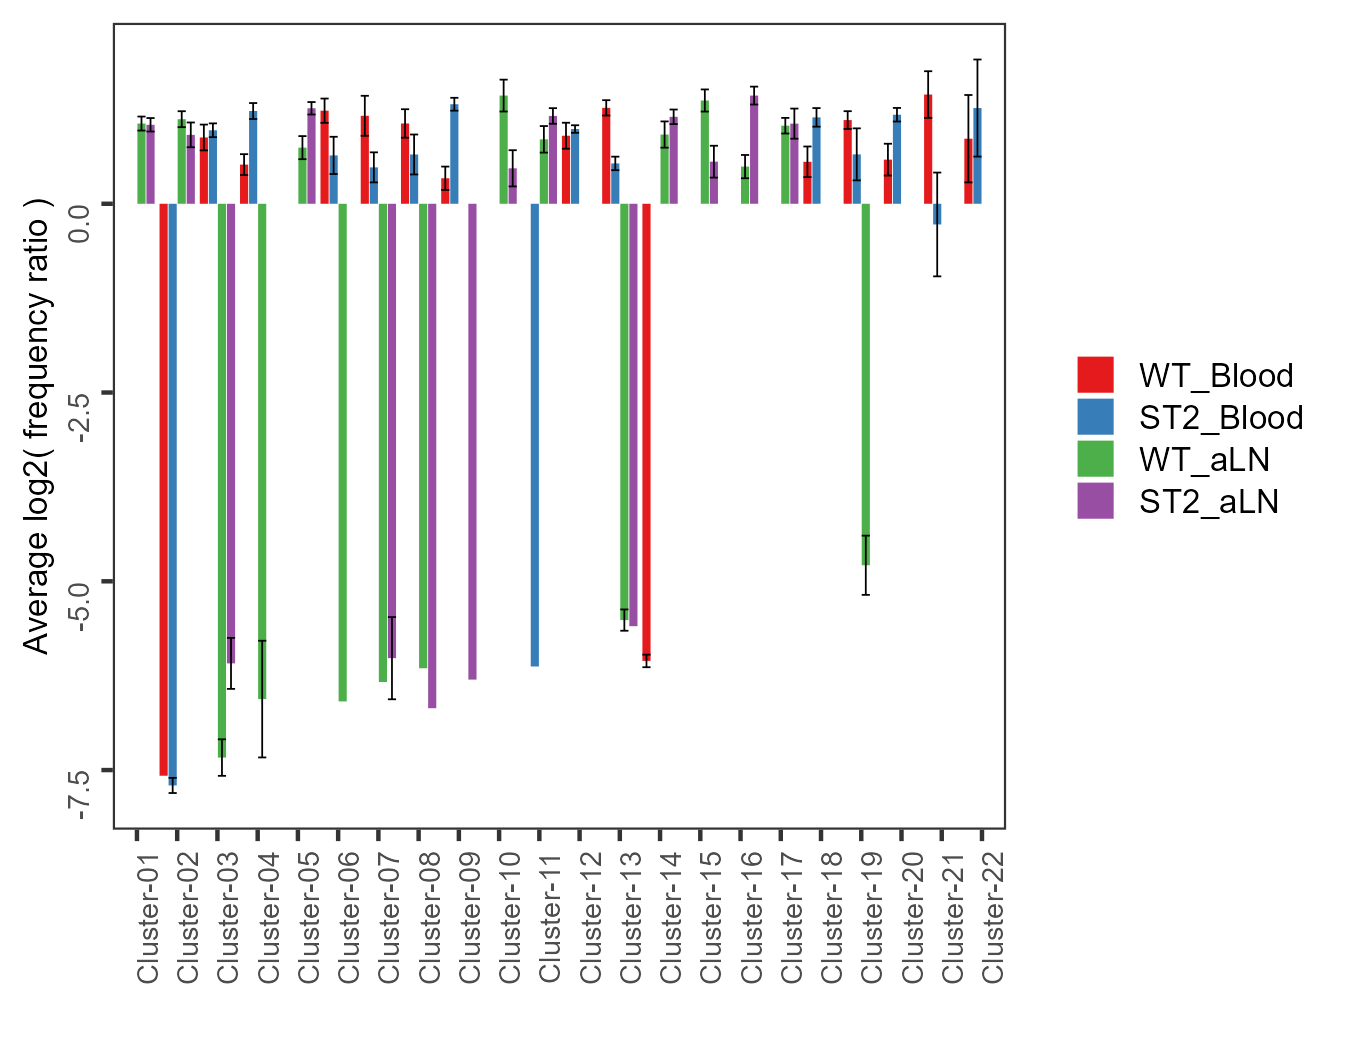 Average log2( frequency ratio )
0.0
-2.5
-5.0
-7.5
Cluster-01
Cluster-02
Cluster-03
Cluster-04
Cluster-05
Cluster-06
Cluster-07
Cluster-08
Cluster-09
Cluster-10
Cluster-11
Cluster-12
Cluster-13
Cluster-14
Cluster-15
Cluster-16
Cluster-17
Cluster-18
Cluster-19
Cluster-20
Cluster-21
Cluster-22
WT_Blood
ST2_Blood
WT_aLN
ST2_aLN